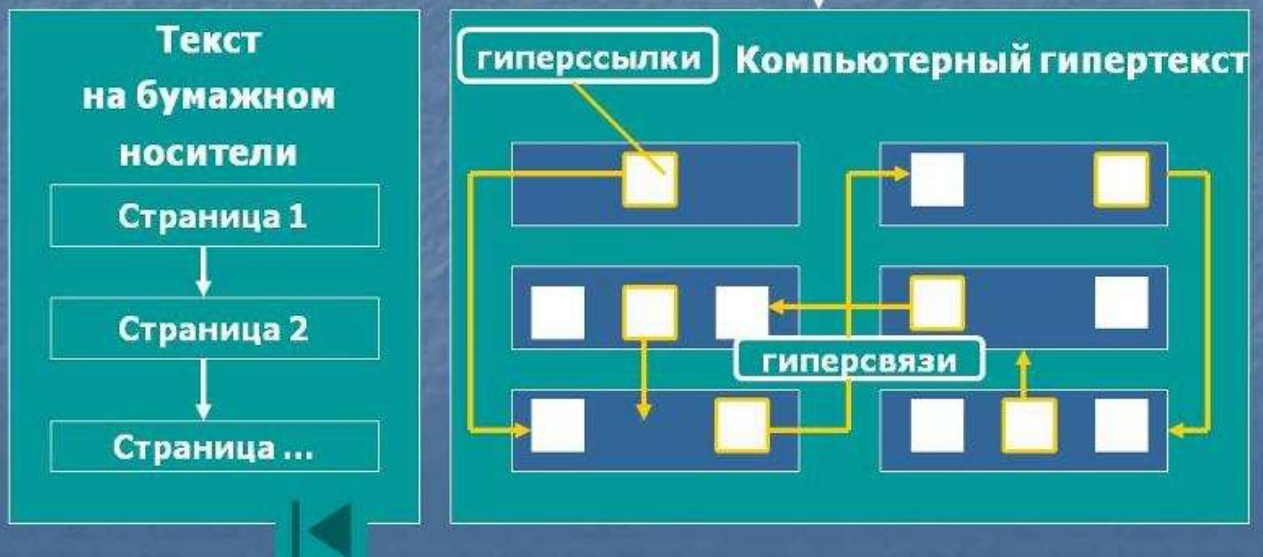 Текст
на бумажном
носители
Страница 1
Страница 2
Страница ...
гиперссылки
Компьютерный гипертекст
гиперсвязи